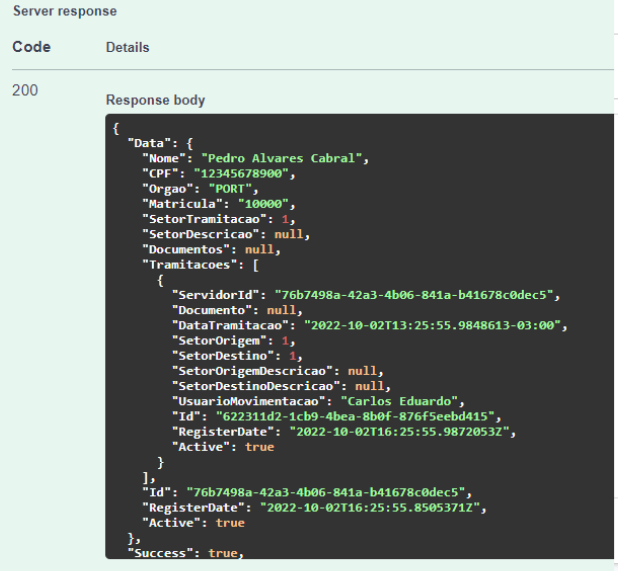 Server response
Code Details
200
Response body
{
"Data": {
"Nome": "Pedro Alvares Cabral",
"CPF": "12345678900",
"Orgao": "PORT",
"Matricula": "10000",
"SetorTramitacao": 1,
"SetorDescricao": null,
"Documentos": null,
"Tramitacoes": [
{
"ServidorId": "76b7498a-42a3-4b06-841a-b41678c0dec5",
"Documento": null,
"DataTramitacao": "2022-10-02T13:25:55.9848613-03:00",
"SetorOrigem": 1,
"SetorDestino": 1,
"SetorOrigemDescricao": null,
"SetorDestinoDescricao": null,
"UsuarioMovimentacao": "Carlos Eduardo",
"Id": "622311d2-1cb9-4bea-8b0f-876f5eebd415",
"RegisterDate": "2022-10-02T16:25:55.9872053Z",
"Active": true
}
],
"Id": "76b7498a-42a3-4b06-841a-b41678c0dec5",
"RegisterDate": "2022-10-02T16:25:55.8505371Z",
"Active": true
},
"Success": true,